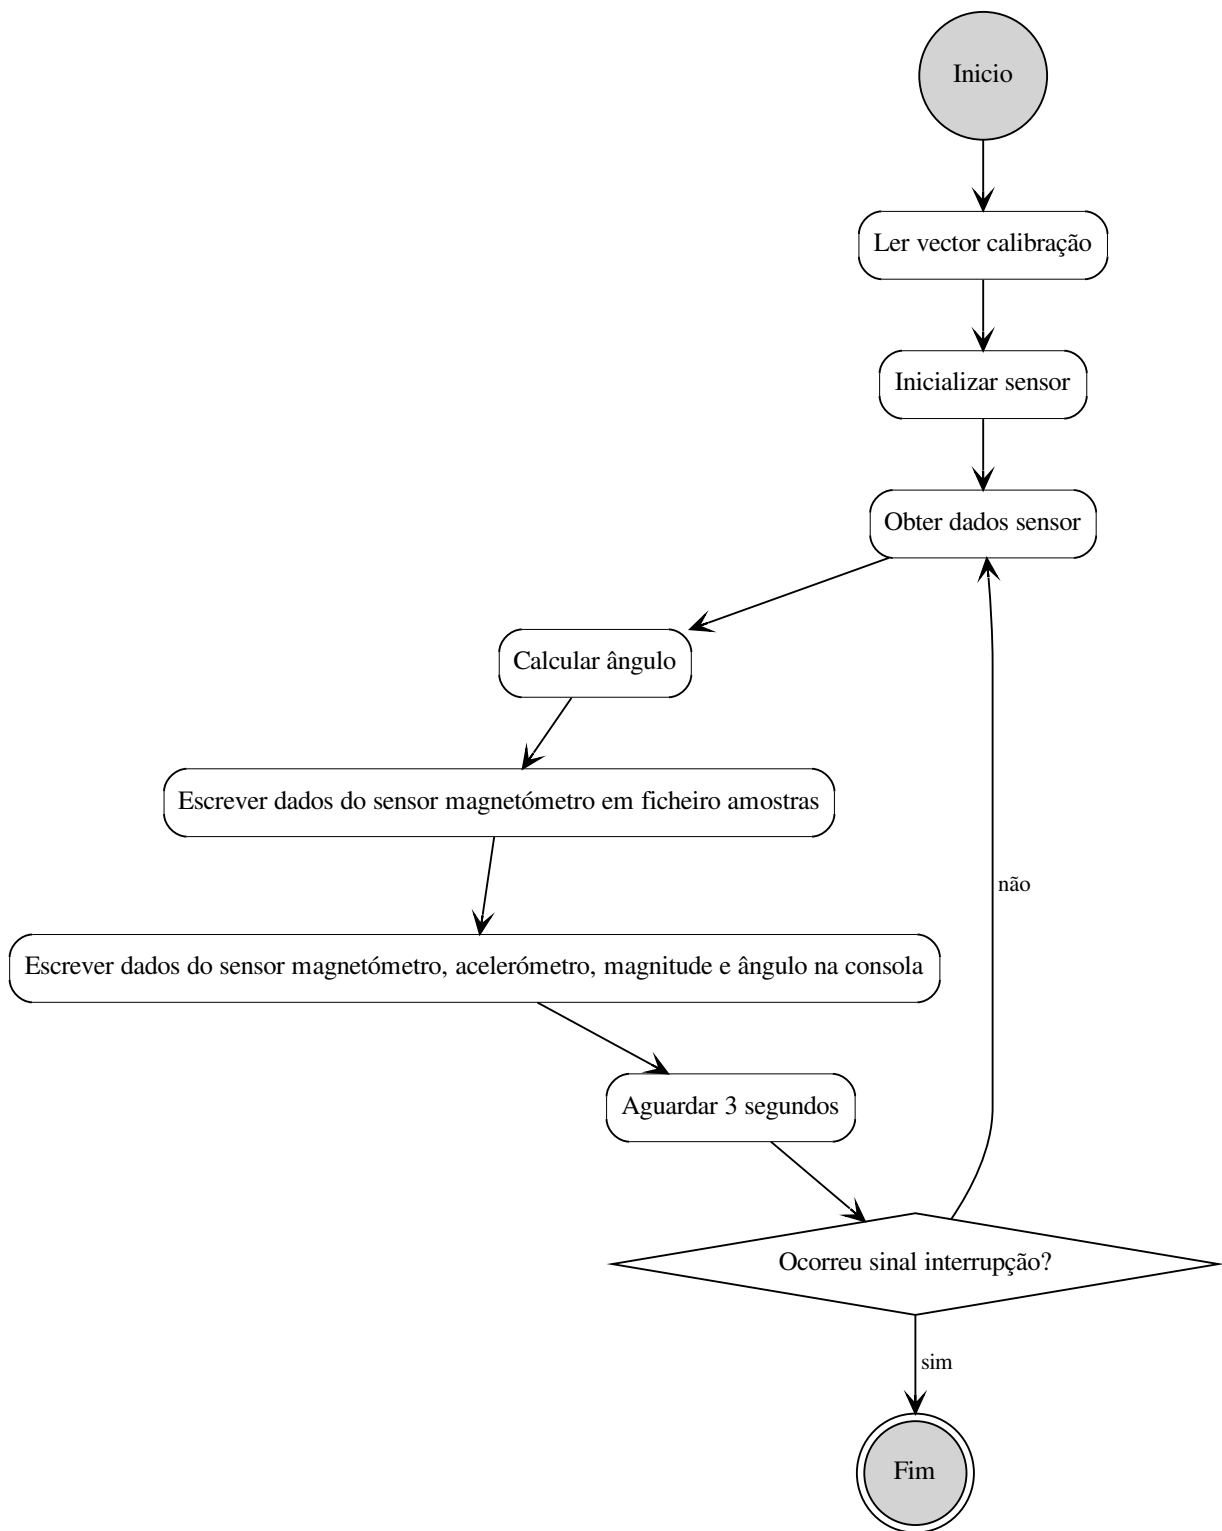 Inicio
Ler vector calibração
Inicializar sensor
Obter dados sensor
Calcular ângulo
Escrever dados do sensor magnetómetro em ficheiro amostras
não
Escrever dados do sensor magnetómetro, acelerómetro, magnitude e ângulo na consola
Aguardar 3 segundos
Ocorreu sinal interrupção?
sim
Fim